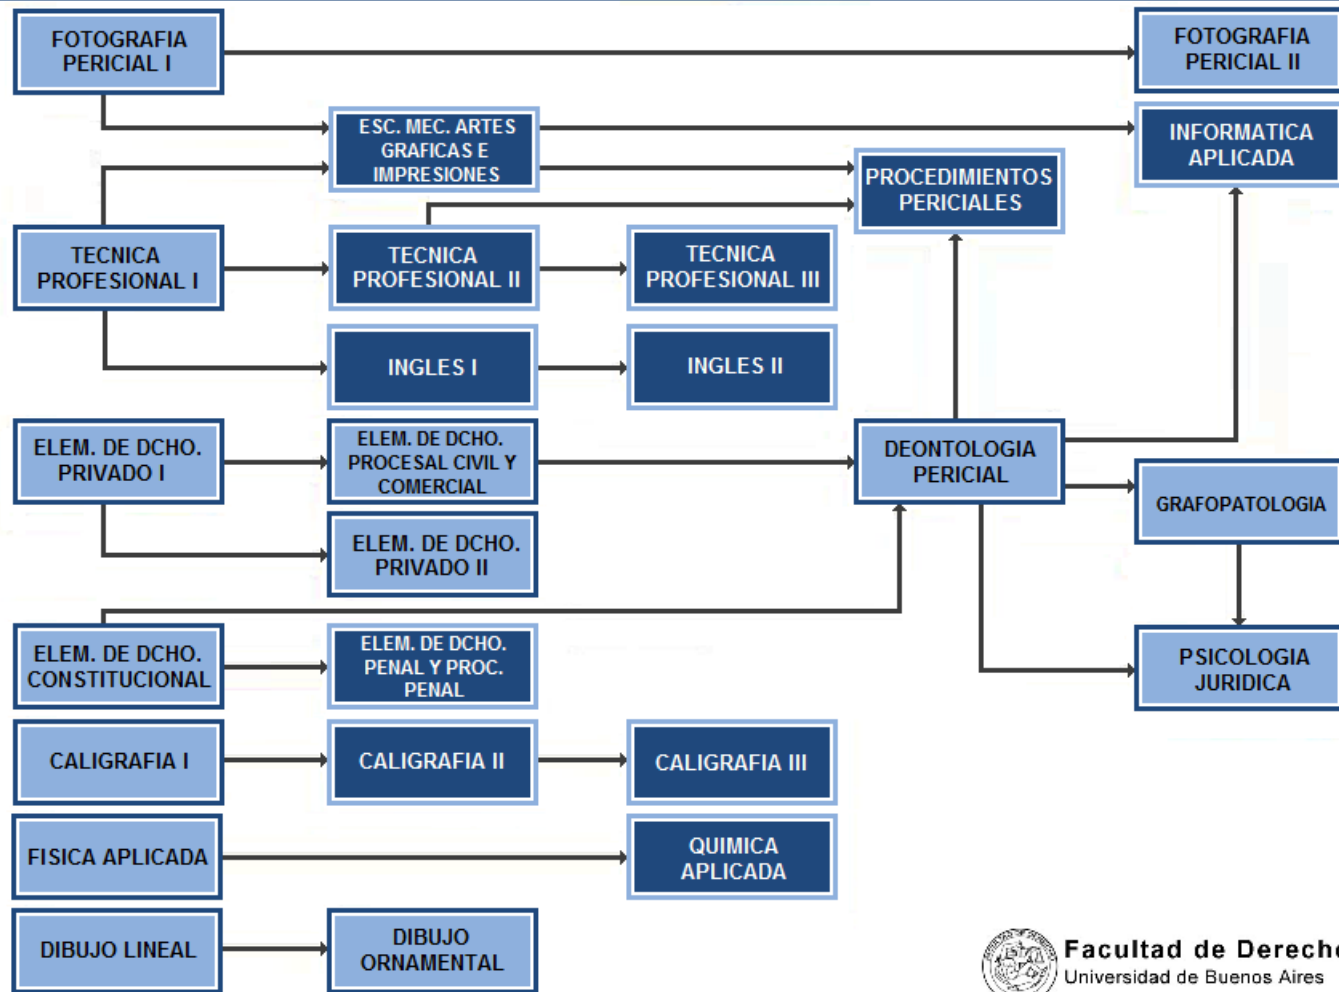 FOTOGRAFIA
PERICIAL I
FOTOGRAFIA
PERICIAL II
ESC. MEC. ARTES
GRAFICAS E
IMPRESIONES
INFORMATICA
APLICADA
PROCEDIMIENTOS
PERICIALES
TECNICA
PROFESIONAL I
TECNICA
PROFESIONAL II
TECNICA
PROFESIONAL III
INGLES I
INGLES II
ELEM. DE DCHO.
PRIVADO I
ELEM. DE DCHO.
PROCESAL CIVIL Y
COMERCIAL
DEONTOLOGIA
PERICIAL
GRAFOPATOLOGIA
ELEM. DE DCHO.
PRIVADO II
ELEM. DE DCHO.
CONSTITUCIONAL
ELEM. DE DCHO.
PENAL Y PROC.
PENAL
PSICOLOGIA
JURIDICA
CALIGRAFIA I
CALIGRAFIA II
CALIGRAFIA III
FISICA APLICADA
QUIMICA
APLICADA
DIBUJO LINEAL
DIBUJO
ORNAMENTAL
Facultad de Derecho
Universidad de Buenos Aires